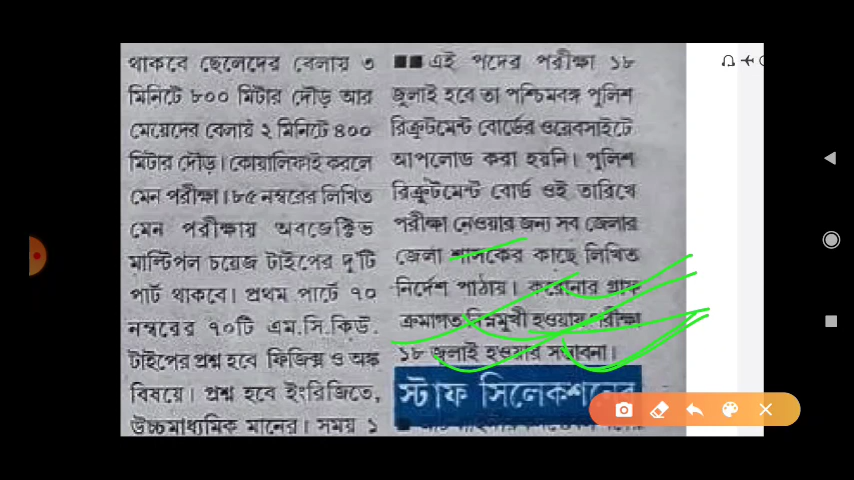 থাকবে ছেলেদের বেলায় ৩
মিনিটে ৮০০ মিটার দৌড় আর
মেয়েদের বেলায় ২ মিনিটে ৪০০
মিটার দৌড়। কোয়ালিফাই করলে
মেন পরীক্ষা। ৮৫ নম্বরের লিখিত
মেন পরীক্ষায় অবজেক্টিভ
মাল্টিপল চয়েজ টাইপের দু'টি
পার্ট থাকবে। প্রথম পার্টে ৭০
নম্বরের ৭০টি এম.সি.কিউ.
টাইপের প্রশ্ন হবে ফিজিক্স ও অঙ্ক
বিষয়ে। প্রশ্ন হবে ইংরিজিতে,
উচ্চমাধ্যমিক মানের। সময় ১
■■ এই পদের পরীক্ষা ১৮
জুলাই হবে তা পশ্চিমবঙ্গ পুলিশ
রিক্রুটমেন্ট বোর্ডের ওয়েবসাইটে
আপলোড করা হয়নি। পুলিশ
রিক্রুটমেন্ট বোর্ড ওই তারিখে
পরীক্ষা নেওয়ার জন্য সব জেলার
জেলা শাসকের কাছে লিখিত
নির্দেশ পাঠায়। করোনার গ্রাফ
ক্রমাগত নিম্নমুখী হওয়ায় পরীক্ষা
১৮ জুলাই হওয়ার সম্ভাবনা।
স্টাফ সিলেকশনের